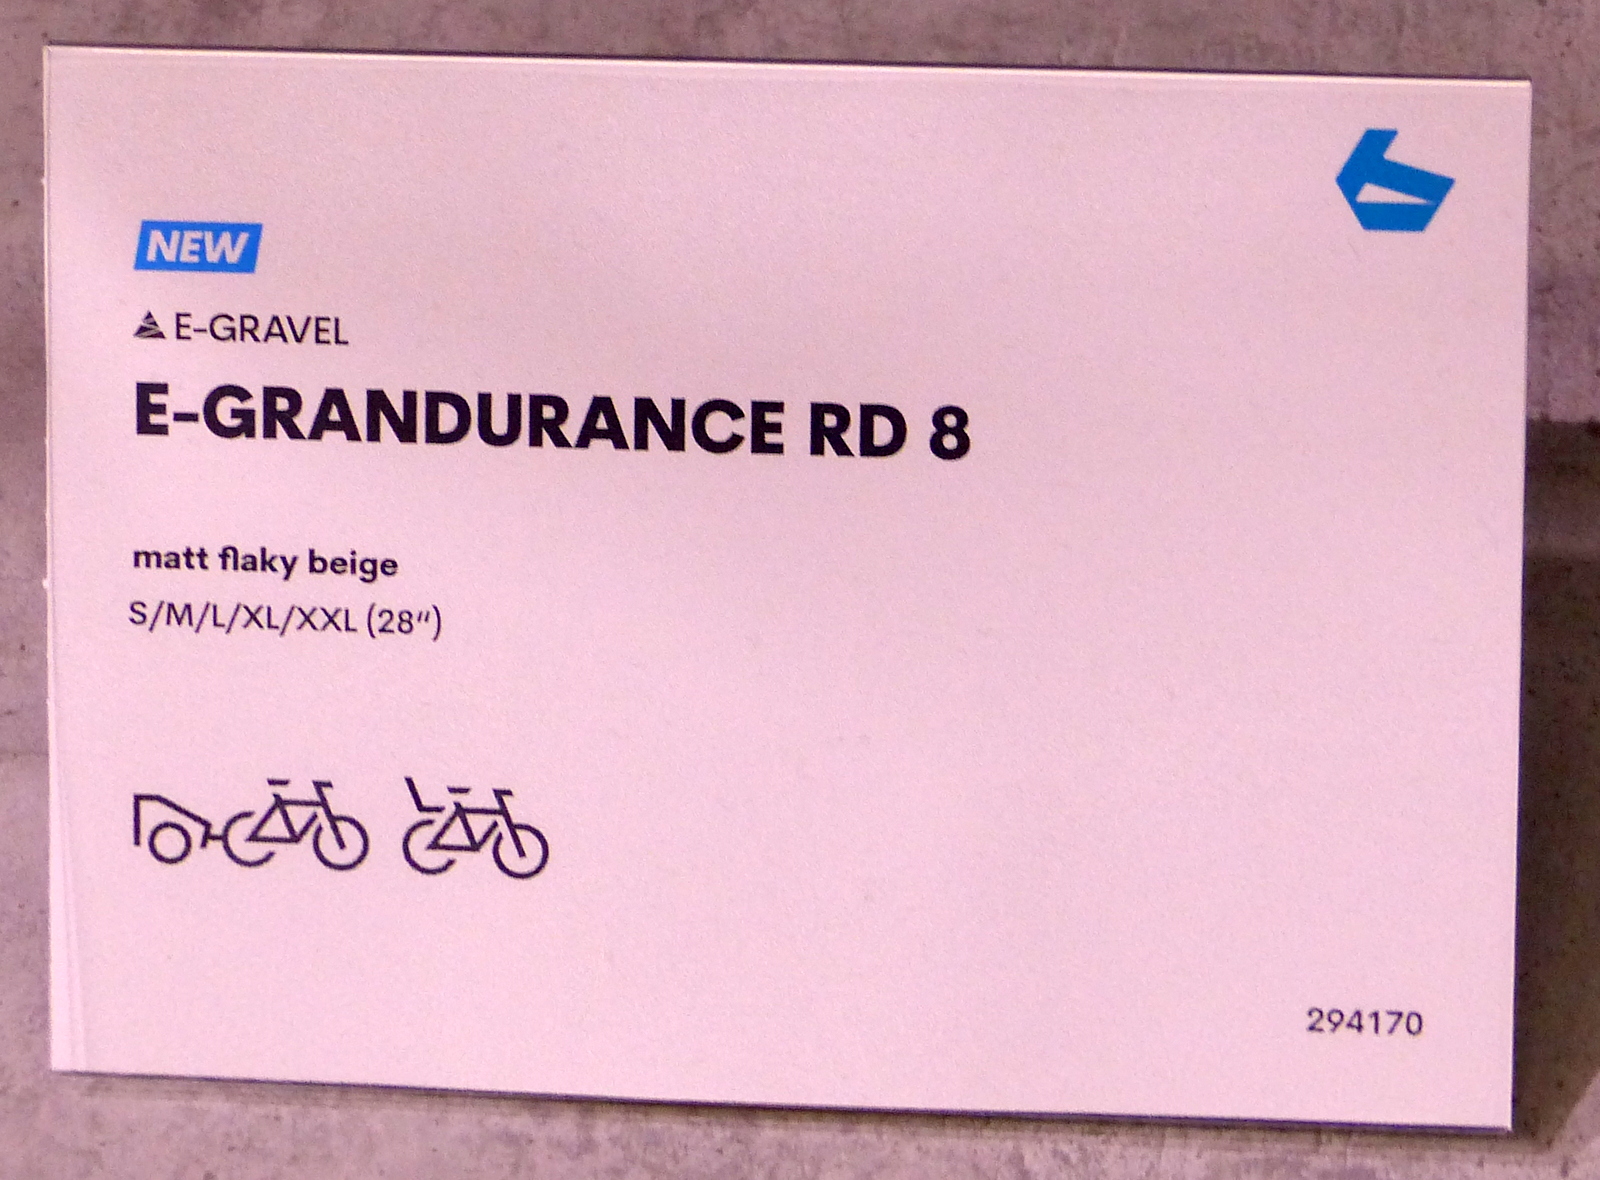 NEW
E-GRAVEL
E-GRANDURANCE RD 8
matt flaky beige
S/M/L/XL/XXL (28“)
294170